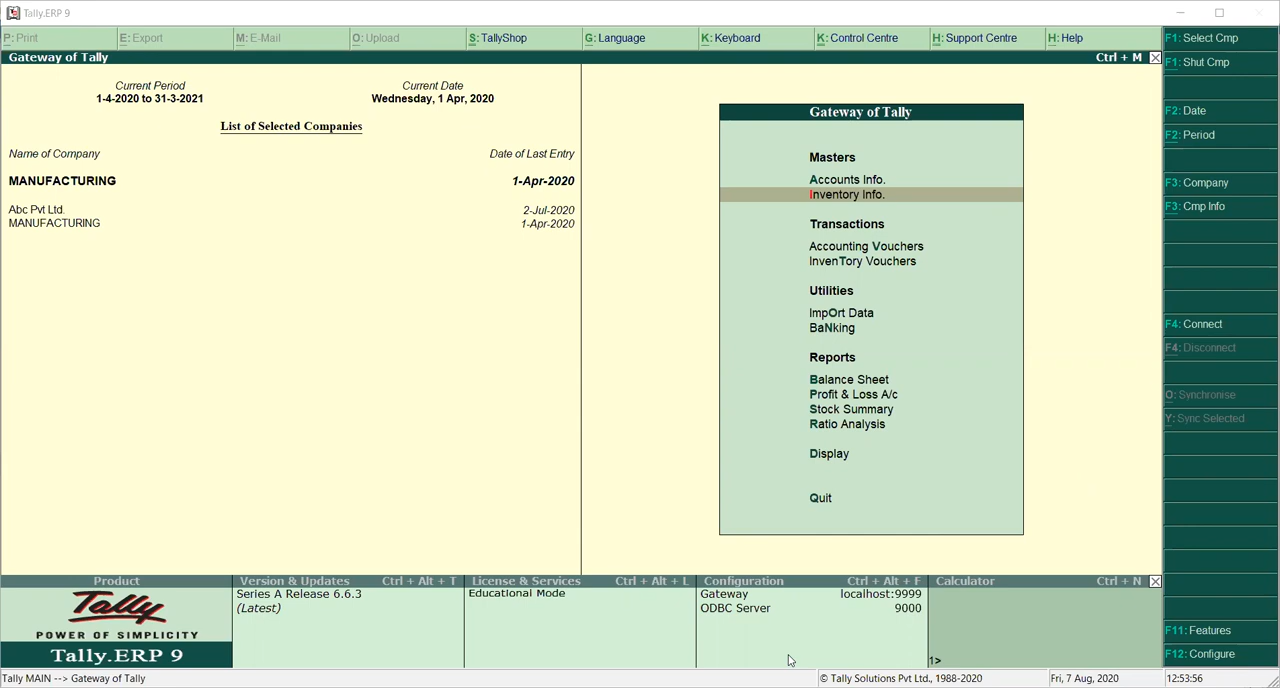 Tally.ERP 9
P: Print
E: Export
M: E-Mail
O: Upload
S: TallyShop
G: Language
K: Keyboard
K: Control Centre
H: Support Centre
H: Help
Gateway of Tally
Ctrl + M
Current Period
1-4-2020 to 31-3-2021
Current Date
Wednesday, 1 Apr, 2020
List of Selected Companies
Name of Company
Date of Last Entry
MANUFACTURING
1-Apr-2020
Abc Pvt Ltd.
2-Jul-2020
MANUFACTURING
1-Apr-2020
Gateway of Tally
Masters
Accounts Info.
Inventory Info.
Transactions
Accounting Vouchers
InvenTory Vouchers
Utilities
ImpOrt Data
BaNking
Reports
Balance Sheet
Profit & Loss A/c
Stock Summary
Ratio Analysis
Display
Quit
F1: Select Cmp
F1: Shut Cmp
F2: Date
F2: Period
F3: Company
F3: Cmp Info
F4: Connect
F4: Disconnect
O: Synchronise
Y: Sync Selected
F11: Features
F12: Configure
Product
Tally
POWER OF SIMPLICITY
Tally.ERP 9
Version & Updates
Ctrl + Alt + T
Series A Release 6.6.3
(Latest)
License & Services
Ctrl + Alt + L
Educational Mode
Configuration
Ctrl + Alt + F
Gateway
localhost:9999
ODBC Server
9000
Calculator
Ctrl + N
1>
Tally MAIN --> Gateway of Tally
© Tally Solutions Pvt Ltd., 1988-2020
Fri, 7 Aug, 2020
12:53:56